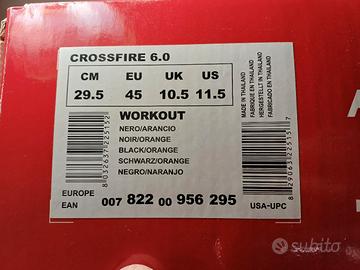 CROSSFIRE 6.0
CM EU UK US
29.5 45 10.5 11.5
WORKOUT
NERO/ARANCIO
NOIR/ORANGE
BLACK/ORANGE
SCHWARZ/ORANGE
NEGRO/NARANJO
MADE IN THAILAND
FABRIQUE EN THAILAND
HERGESTELLT IN THAILAND
FABRICADO EN THAILAND
EUROPE
EAN
007 822 00 956 295
USA-UPC
subito